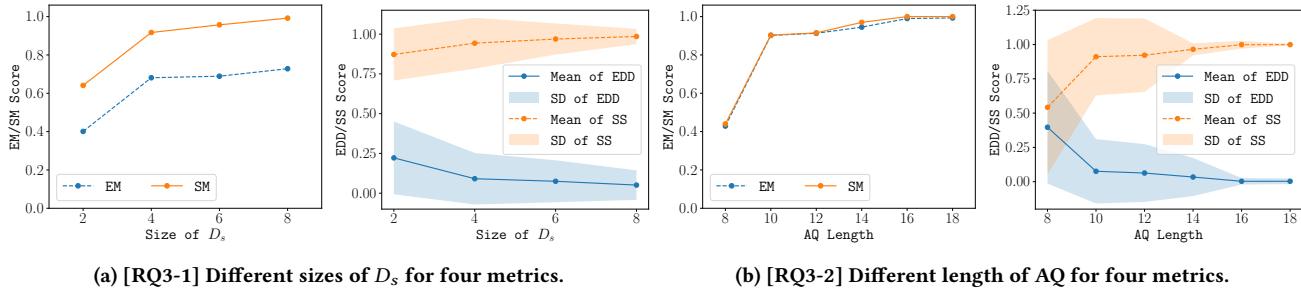 1.0
0.8
0.6
0.4
0.2
0.0
EM/SM Score
EM
SM
2
4
6
8
Size of D_s
1.00
0.75
0.50
0.25
0.00
EDD/SS Score
Mean of EDD
SD of EDD
Mean of SS
SD of SS
2
4
6
8
Size of D_s
(a) [RQ3-1] Different sizes of D_s for four metrics.
1.0
0.8
0.6
0.4
0.2
0.0
EM/SM Score
EM
SM
8
10
12
14
16
18
AQ Length
1.25
1.00
0.75
0.50
0.25
0.00
EDD/SS Score
Mean of EDD
SD of EDD
Mean of SS
SD of SS
8
10
12
14
16
18
AQ Length
(b) [RQ3-2] Different length of AQ for four metrics.